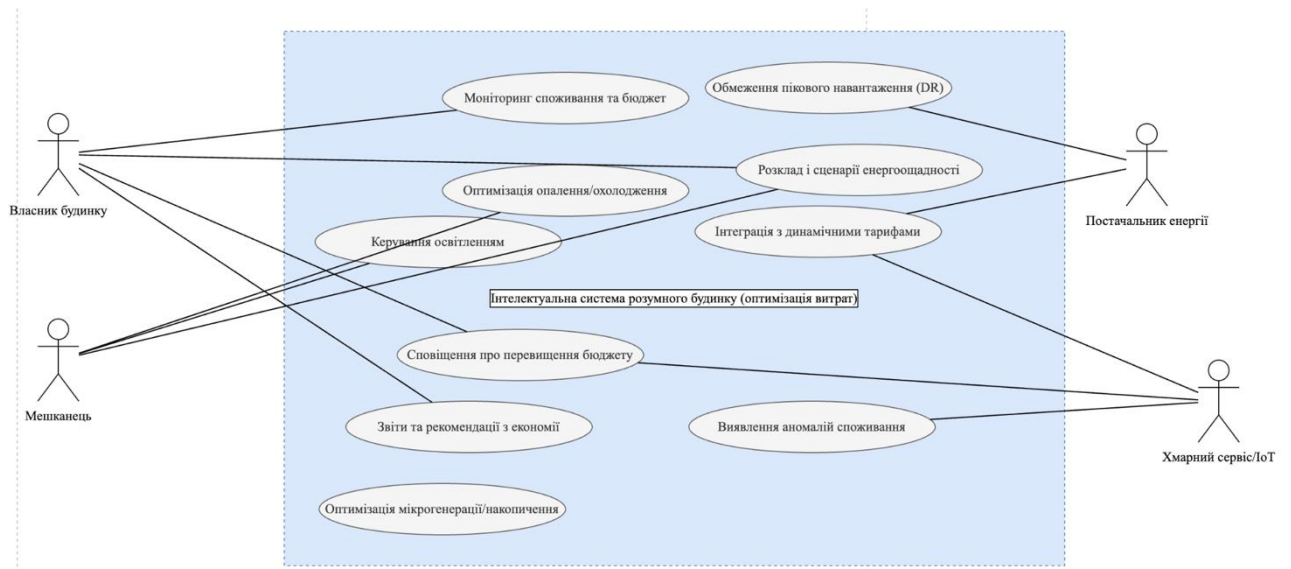 Обмеження пікового навантаження (DR)
Моніторинг споживання та бюджет
Розклад і сценарії енергоощадності
Оптимізація опалення/охолодження
Власник будинку
Постачальник енергії
Інтеграція з динамічними тарифами
Керування освітленням
Інтелектуальна система розумного будинку (оптимізація витрат)
Сповіщення про перевищення бюджету
Мешканець
Звіти та рекомендації з економії
Виявлення аномалій споживання
Хмарний сервіс/IoT
Оптимізація мікрогенерації/накопичення